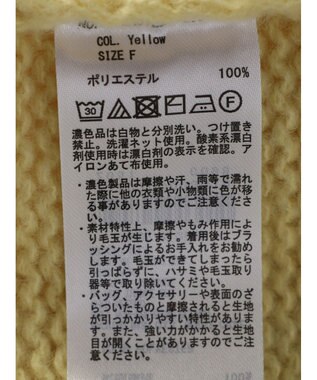 COL. Yellow
SIZE F
ポリエステル 100%
30
F
濃色品は白物と分別洗い。つけ置き
禁止。洗濯ネット使用。酸素系漂白
剤使用時は漂白剤の表示を確認。ア
イロンあて布使用。
・濃色製品は摩擦や汗、雨等で濡れ
た際に他の衣類や小物類に色が移
る事がありますのでご注意くださ
い。
・素材特性上、摩擦やもみ作用によ
り毛玉が生じます。着用後はブラ
ッシングによるお手入れをお勧め
します。毛玉ができてしまったら
引っぱらずに、ハサミや毛玉取り
器等で取り除いてください。
・バッグ、アクセサリーや表面のざ
らついたものと摩擦されると生地
が引っかかりやすい特性がありま
す。また、強い力がかかると生地
が破損しますのでご注意ください。